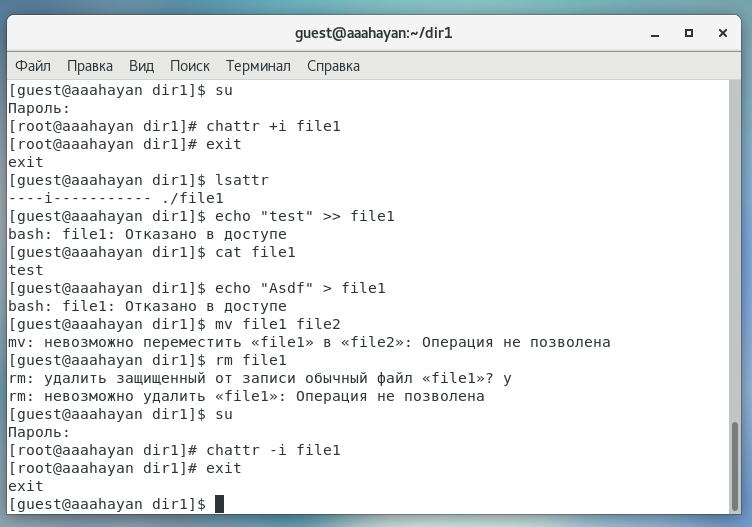 guest@aaahayan:~/dir1
Файл Правка Вид Поиск Терминал Справка
[guest@aaahayan dir1]$ su
Пароль:
[root@aaahayan dir1]# chattr +i file1
[root@aaahayan dir1]# exit
exit
[guest@aaahayan dir1]$ lsattr
----i----------- ./file1
[guest@aaahayan dir1]$ echo "test" >> file1
bash: file1: Отказано в доступе
[guest@aaahayan dir1]$ cat file1
test
[guest@aaahayan dir1]$ echo "Asdf" > file1
bash: file1: Отказано в доступе
[guest@aaahayan dir1]$ mv file1 file2
mv: невозможно переместить «file1» в «file2»: Операция не позволена
[guest@aaahayan dir1]$ rm file1
rm: удалить защищенный от записи обычный файл «file1»? y
rm: невозможно удалить «file1»: Операция не позволена
[guest@aaahayan dir1]$ su
Пароль:
[root@aaahayan dir1]# chattr -i file1
[root@aaahayan dir1]# exit
exit
[guest@aaahayan dir1]$